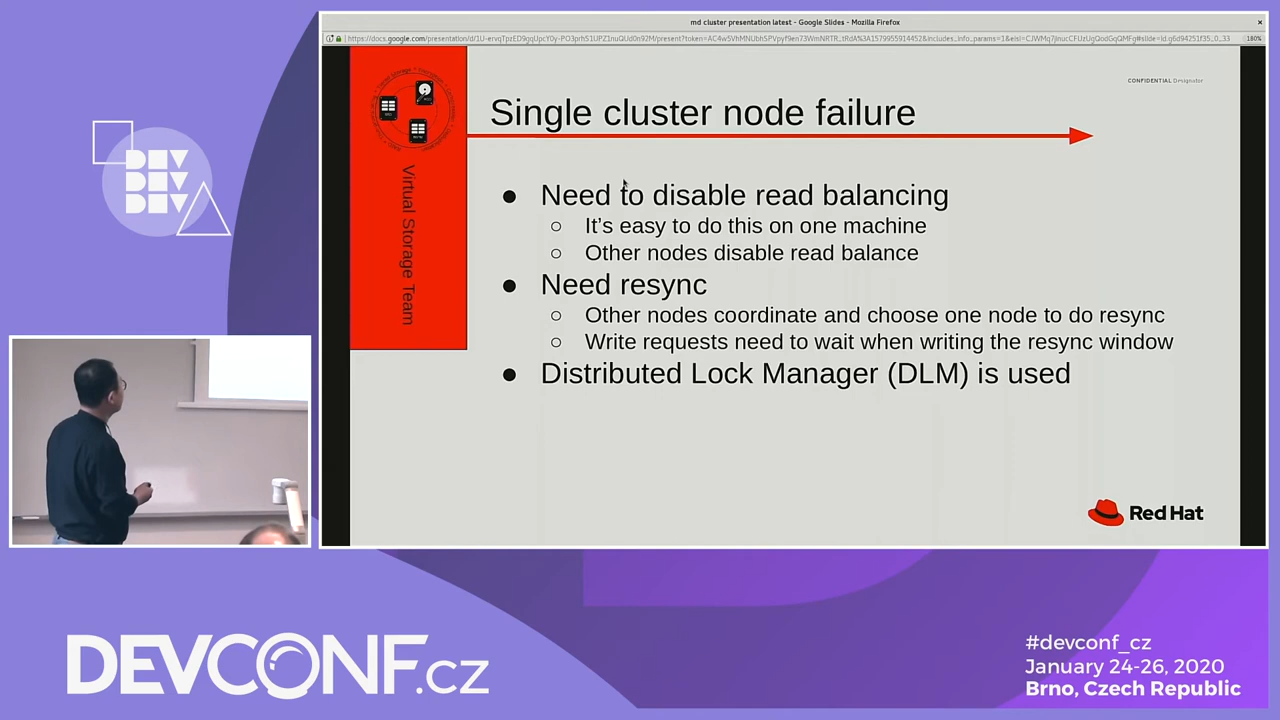 md cluster presentation latest - Google Slides - Mozilla Firefox
180%
CONFIDENTIAL Designator
Single cluster node failure
Virtual Storage Team
● Need to disable read balancing
○ It's easy to do this on one machine
○ Other nodes disable read balance
● Need resync
○ Other nodes coordinate and choose one node to do resync
○ Write requests need to wait when writing the resync window
● Distributed Lock Manager (DLM) is used
Red Hat
DEV
DEV
DEVCONF.cz
#devconf_cz
January 24-26, 2020
Brno, Czech Republic